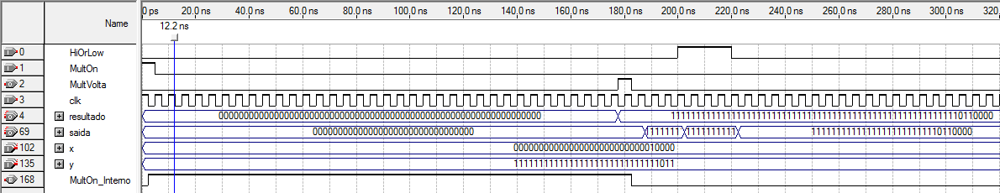 Name
0 ps 20.0 ns 40.0 ns 60.0 ns 80.0 ns 100.0 ns 120.0 ns 140.0 ns 160.0 ns 180.0 ns 200.0 ns 220.0 ns 240.0 ns 260.0 ns 280.0 ns 300.0 ns 320.
12.2 ns
0 HiOrLow
1 MultOn
2 MultVolta
3 clk
4 resultado 0000000000000000000000000000000000000000000000000000000000000000 1111111111111111111111111111111111111111111111111111111110110000
69 saida 00000000000000000000000000000000 1111111 1111111111 11111111111111111111111110110000
102 x 00000000000000000000000000010000
135 y 11111111111111111111111111111011
168 MultOn_Interno